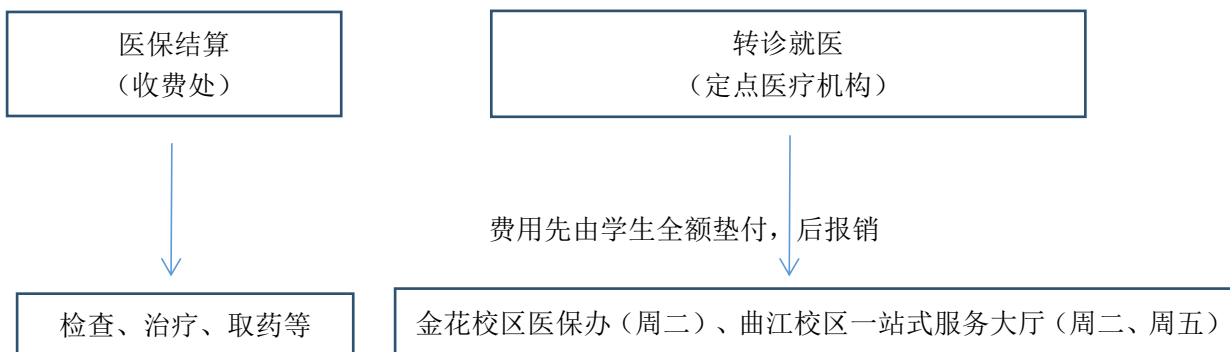 医保结算
（收费处）
转诊就医
（定点医疗机构）
费用先由学生全额垫付，后报销
检查、治疗、取药等
金花校区医保办（周二）、曲江校区一站式服务大厅（周二、周五）